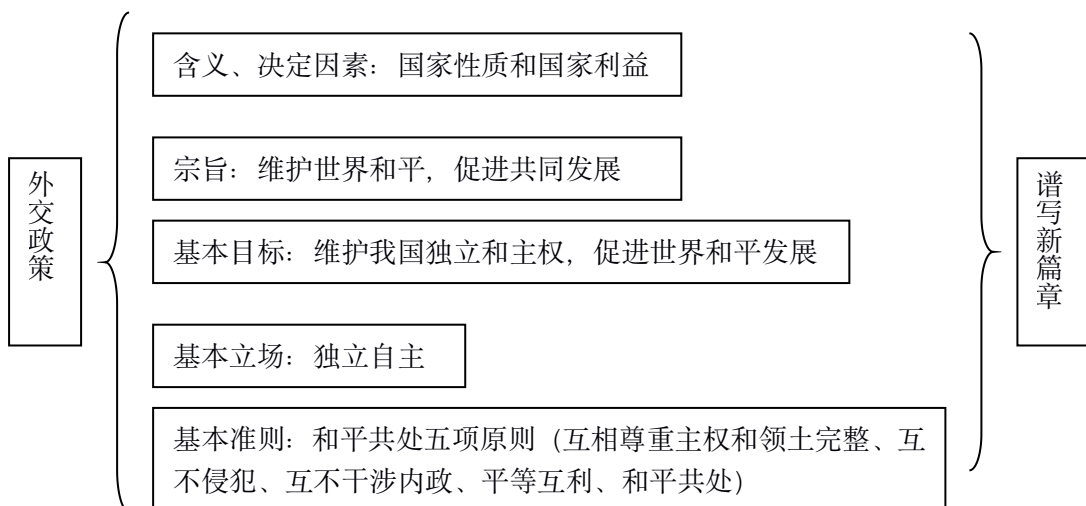 外交政策
含义、决定因素：国家性质和国家利益
宗旨：维护世界和平，促进共同发展
基本目标：维护我国独立和主权，促进世界和平发展
基本立场：独立自主
基本准则：和平共处五项原则（互相尊重主权和领土完整、互
不侵犯、互不干涉内政、平等互利、和平共处）
谱写新篇章